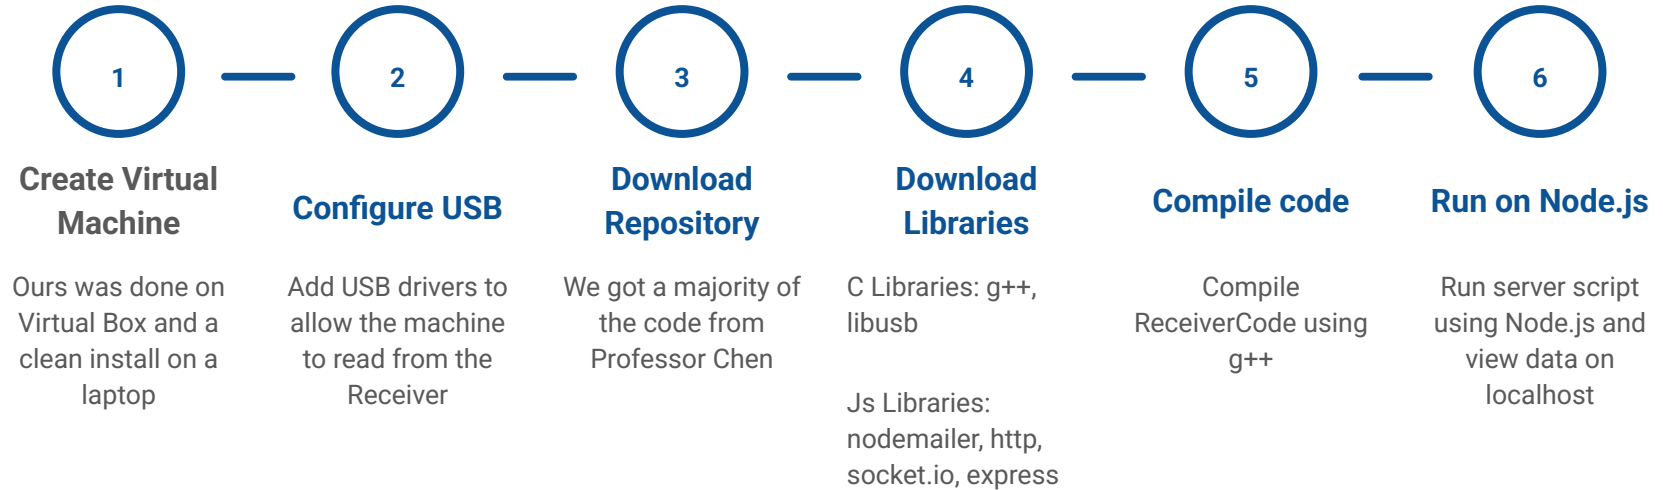 1
Create Virtual
Machine
Ours was done on
Virtual Box and a
clean install on a
laptop
2
Configure USB
Add USB drivers to
allow the machine
to read from the
Receiver
3
Download
Repository
We got a majority of
the code from
Professor Chen
4
Download
Libraries
C Libraries: g++,
libusb
Js Libraries:
nodemailer, http,
socket.io, express
5
Compile code
Compile
ReceiverCode using
g++
6
Run on Node.js
Run server script
using Node.js and
view data on
localhost